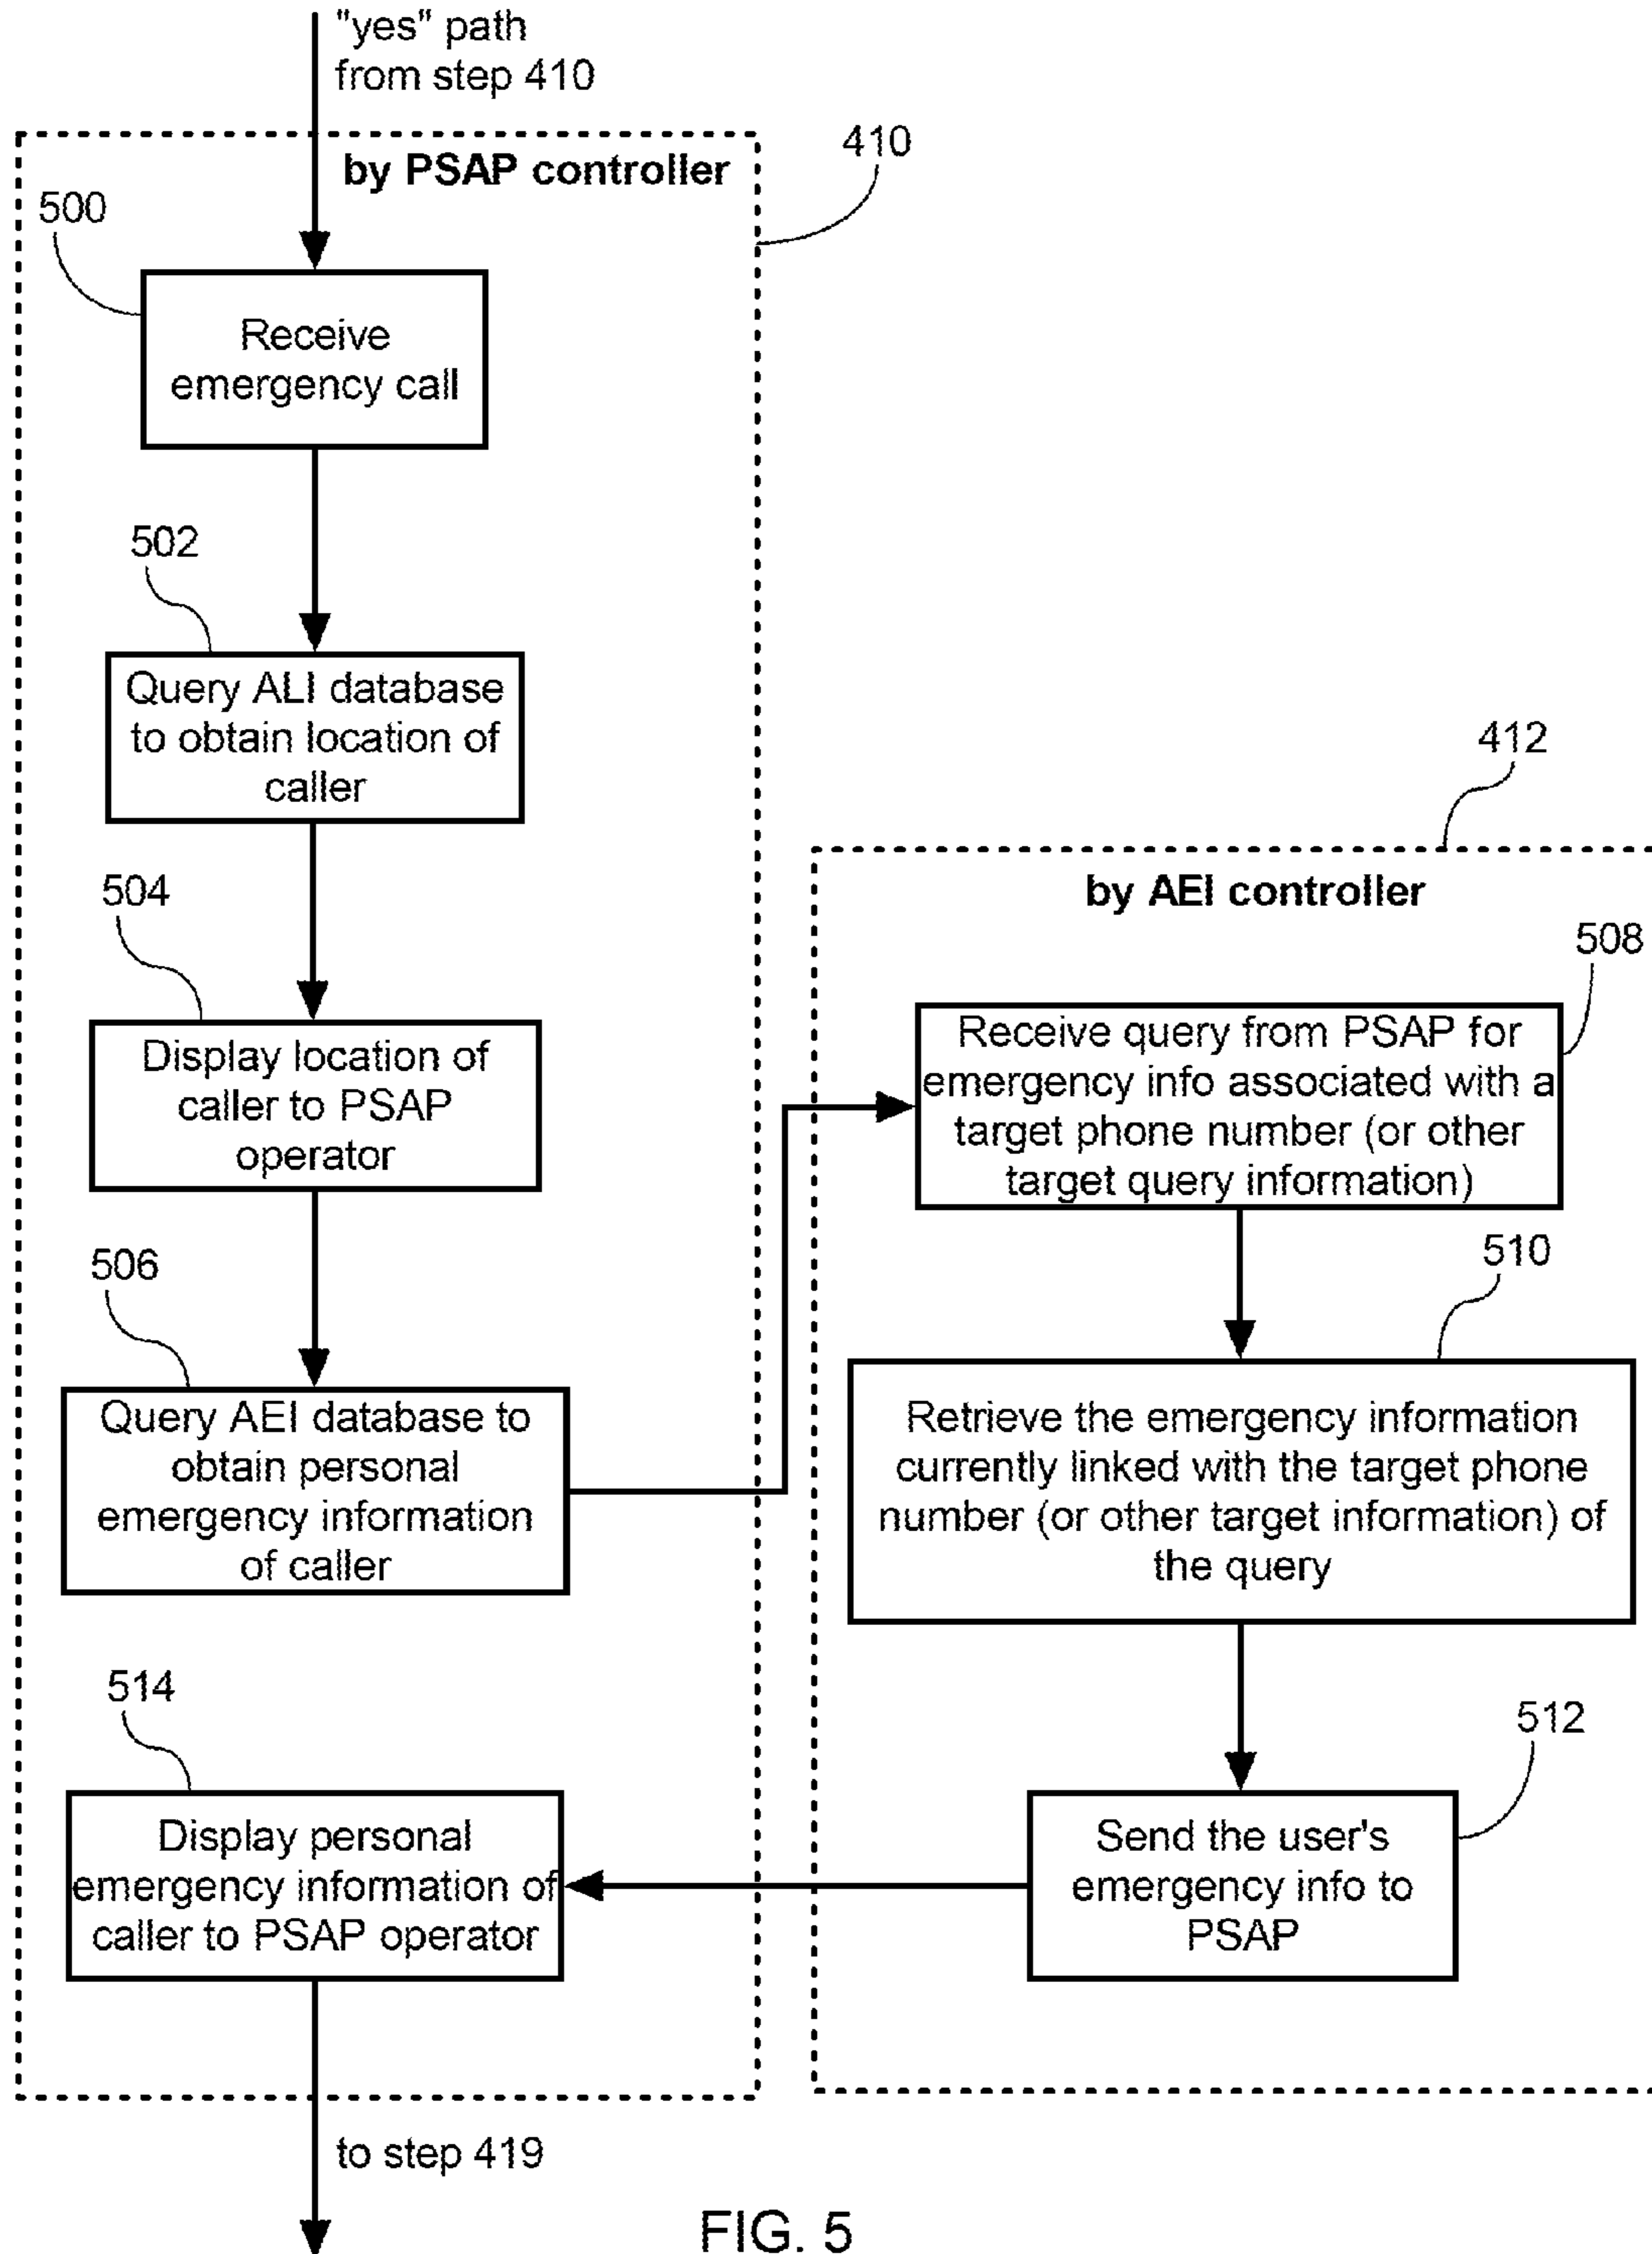 "yes" path
from step 410
by PSAP controller
410
500
Receive
emergency call
502
Query ALI database
to obtain location of
caller
504
Display location of
caller to PSAP
operator
506
Query AEI database to
obtain personal
emergency information
of caller
412
by AEI controller
508
Receive query from PSAP for
emergency info associated with a
target phone number (or other
target query information)
510
Retrieve the emergency information
currently linked with the target phone
number (or other target information) of
the query
512
Send the user's
emergency info to
PSAP
514
Display personal
emergency information of
caller to PSAP operator
to step 419
FIG. 5